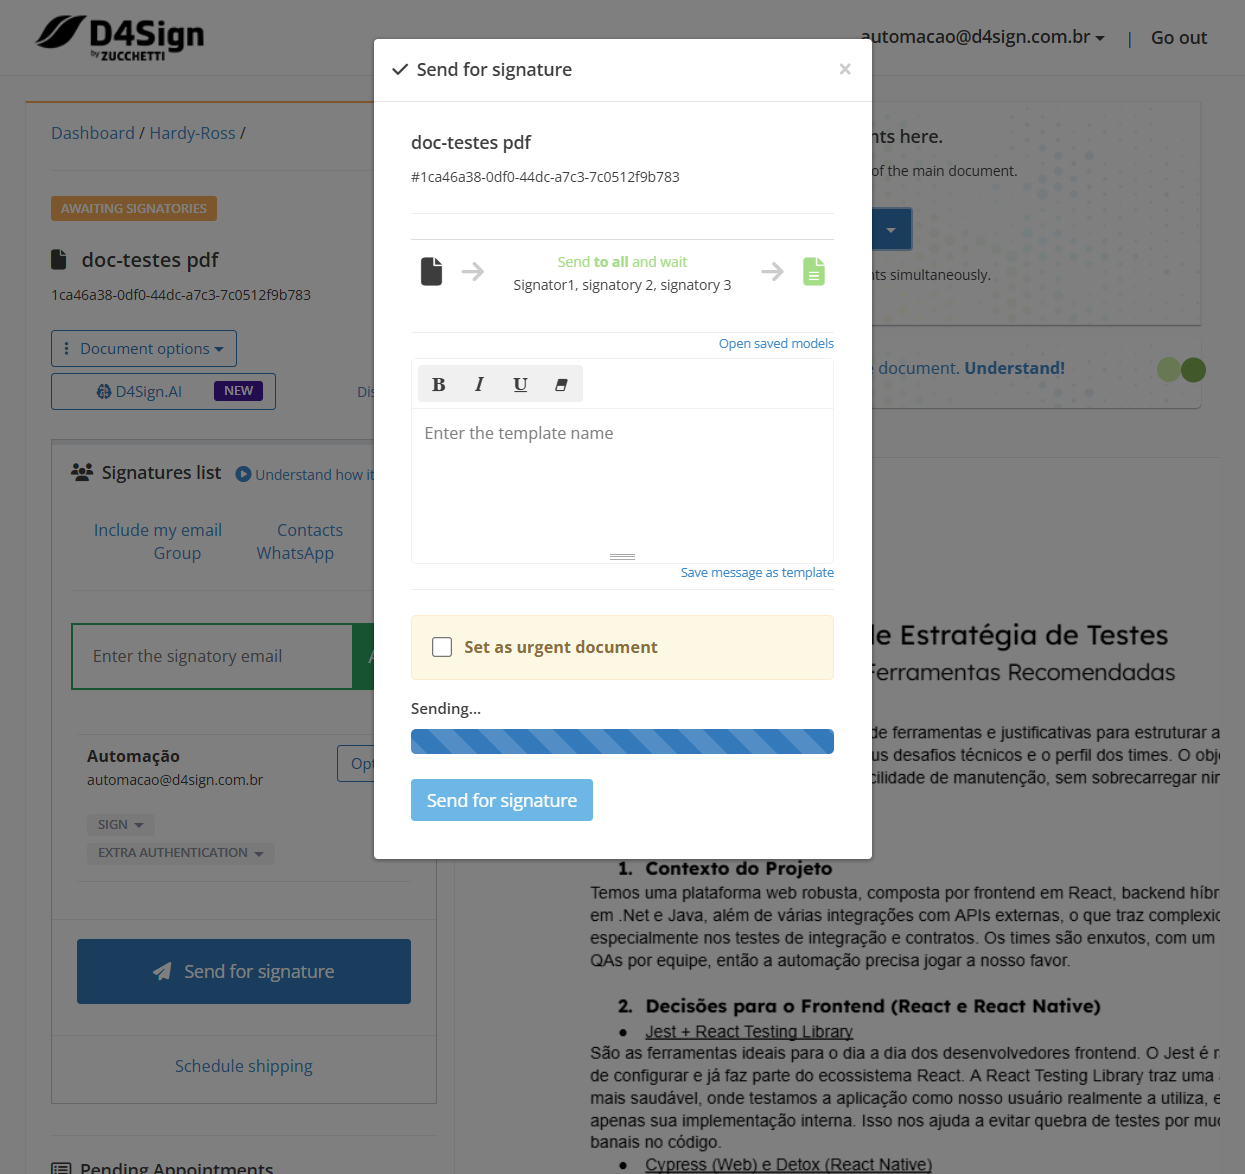 D4Sign
by ZUCCHETTI
automacao@d4sign.com.br
|
Go out
Dashboard / Hardy-Ross /
AWAITING SIGNATORIES
doc-testes pdf
1ca46a38-0df0-44dc-a7c3-7c0512f9b783
Document options
D4Sign.AI
NEW
Signatures list
Understand how it
Include my email
Contacts
Group
WhatsApp
Enter the signatory email
Automação
automacao@d4sign.com.br
SIGN
EXTRA AUTHENTICATION
Send for signature
Schedule shipping
Pending Appointments
Send for signature
×
doc-testes pdf
#1ca46a38-0df0-44dc-a7c3-7c0512f9b783
Send to all and wait
Signator1, signatory 2, signatory 3
Open saved models
B I U
Enter the template name
Save message as template
Set as urgent document
Sending...
Send for signature
here.
of the main document.
simultaneously.
document. Understand!
Estratégia de Testes
Ferramentas Recomendadas
de ferramentas e justificativas para estruturar a
desafios técnicos e o perfil dos times. O
de manutenção, sem sobrecarregar
1. Contexto do Projeto
Temos uma plataforma web robusta, composta por frontend em React, backend
em .Net e Java, além de várias integrações com APIs externas, o que traz
especialmente nos testes de integração e contratos. Os times são enxutos, com um
QAs por equipe, então a automação precisa jogar a nosso favor.
2. Decisões para o Frontend (React e React Native)
● Jest + React Testing Library
São as ferramentas ideais para o dia a dia dos desenvolvedores frontend. O Jest é
de configurar e já faz parte do ecossistema React. A React Testing Library traz uma
mais saudável, onde testamos a aplicação como nosso usuário realmente a utiliza, e
apenas sua implementação interna. Isso nos ajuda a evitar quebra de testes por
banais no código.
● Cypress (Web) e Detox (React Native)